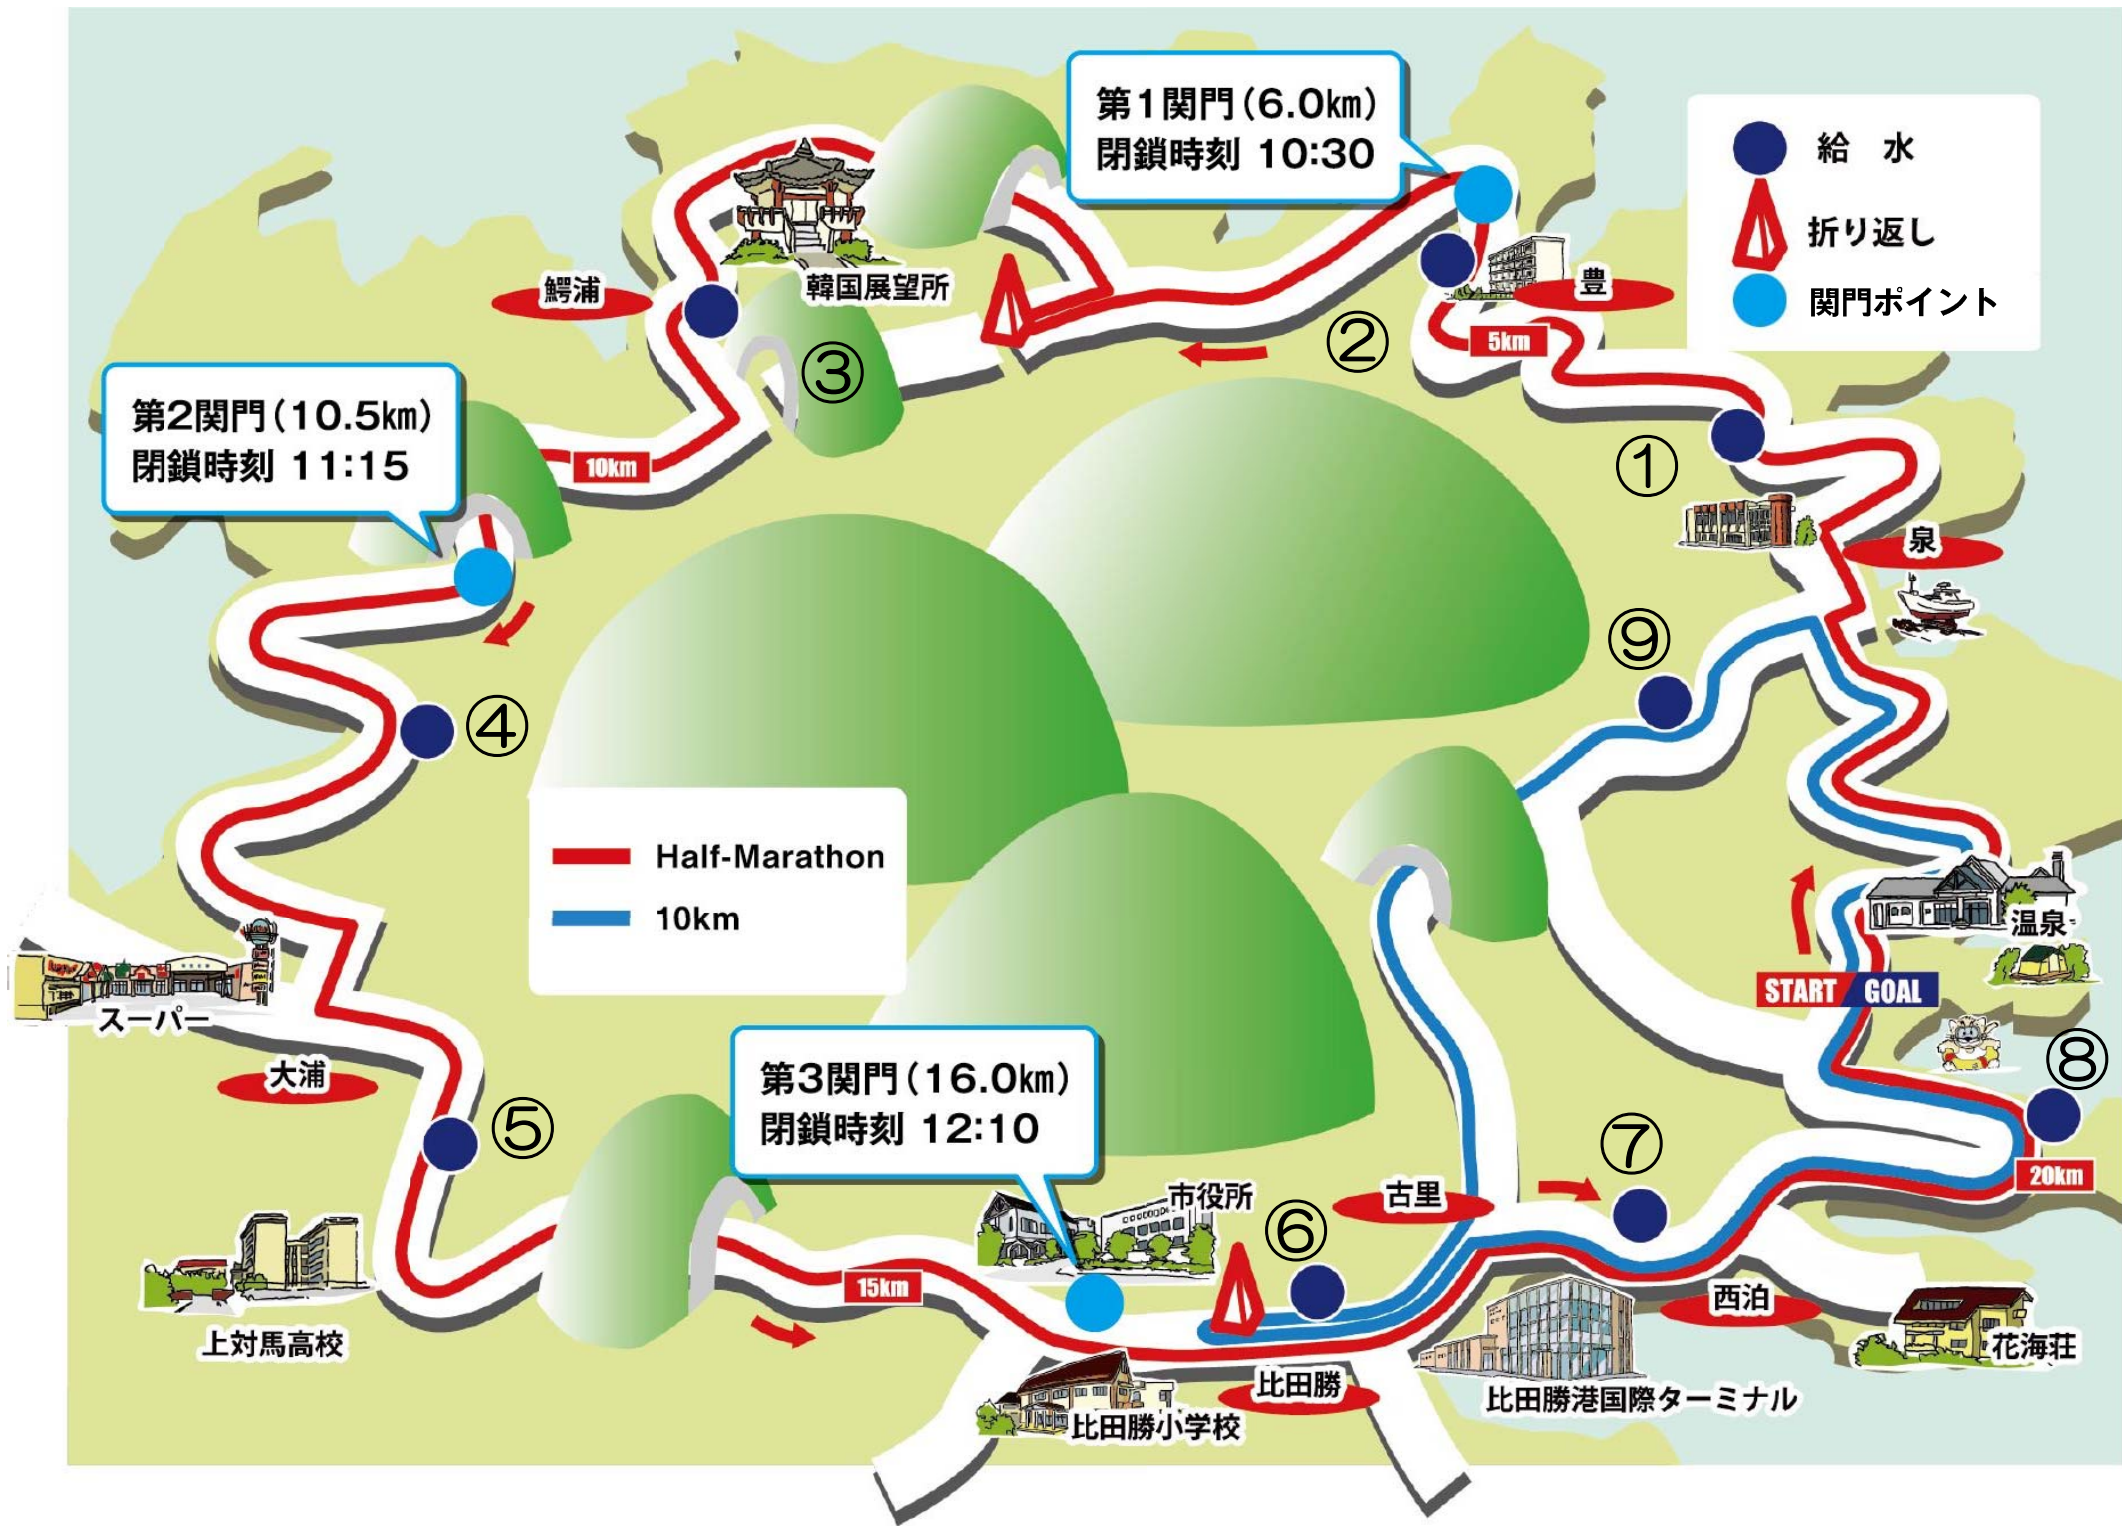 第1関門(6.0㎞)
閉鎖時刻 10:30
給 水
折り返し
関門ポイント
韓国展望所
鰐浦
豊
②
5km
③
第2関門(10.5㎞)
閉鎖時刻 11:15
10km
①
泉
⑨
④
Half-Marathon
10km
温泉
START GOAL
スーパー
大浦
第3関門(16.0㎞)
閉鎖時刻 12:10
⑧
⑤
⑦
20km
市役所
古里
⑥
15km
西泊
上対馬高校
花海荘
比田勝
比田勝港国際ターミナル
比田勝小学校